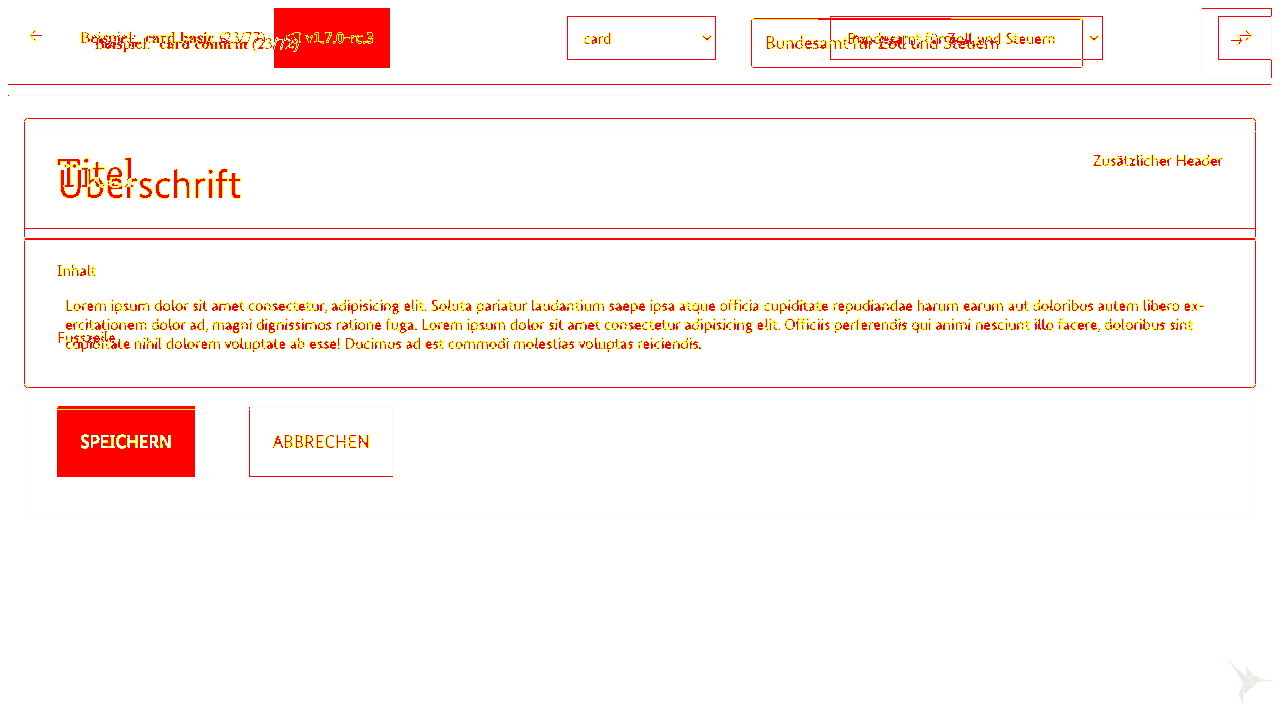 ← Beispiel: card basic (23/72) v1.7.0-rc.3 card Bundesamt für Zoll und Steuern →
Beispiel: card confirm (23/72) Bundesamt für Zoll und Steuern →
Titel
Zusätzlicher Header
Überschrift
Inhalt
Lorem ipsum dolor sit amet consectetur, adipisicing elit. Soluta pariatur laudantium saepe ipsa atque officia cupiditate repudiandae harum earum aut doloribus autem libero ex-
ercitationem dolor ad, magni dignissimos ratione fuga. Lorem ipsum dolor sit amet consectetur adipisicing elit. Officiis perferendis qui animi nesciunt illo facere, doloribus sint
Fusszeile
cupiditate nihil dolorem voluptate ab esse! Ducimus ad est commodi molestias voluptas reiciendis.
SPEICHERN ABBRECHEN